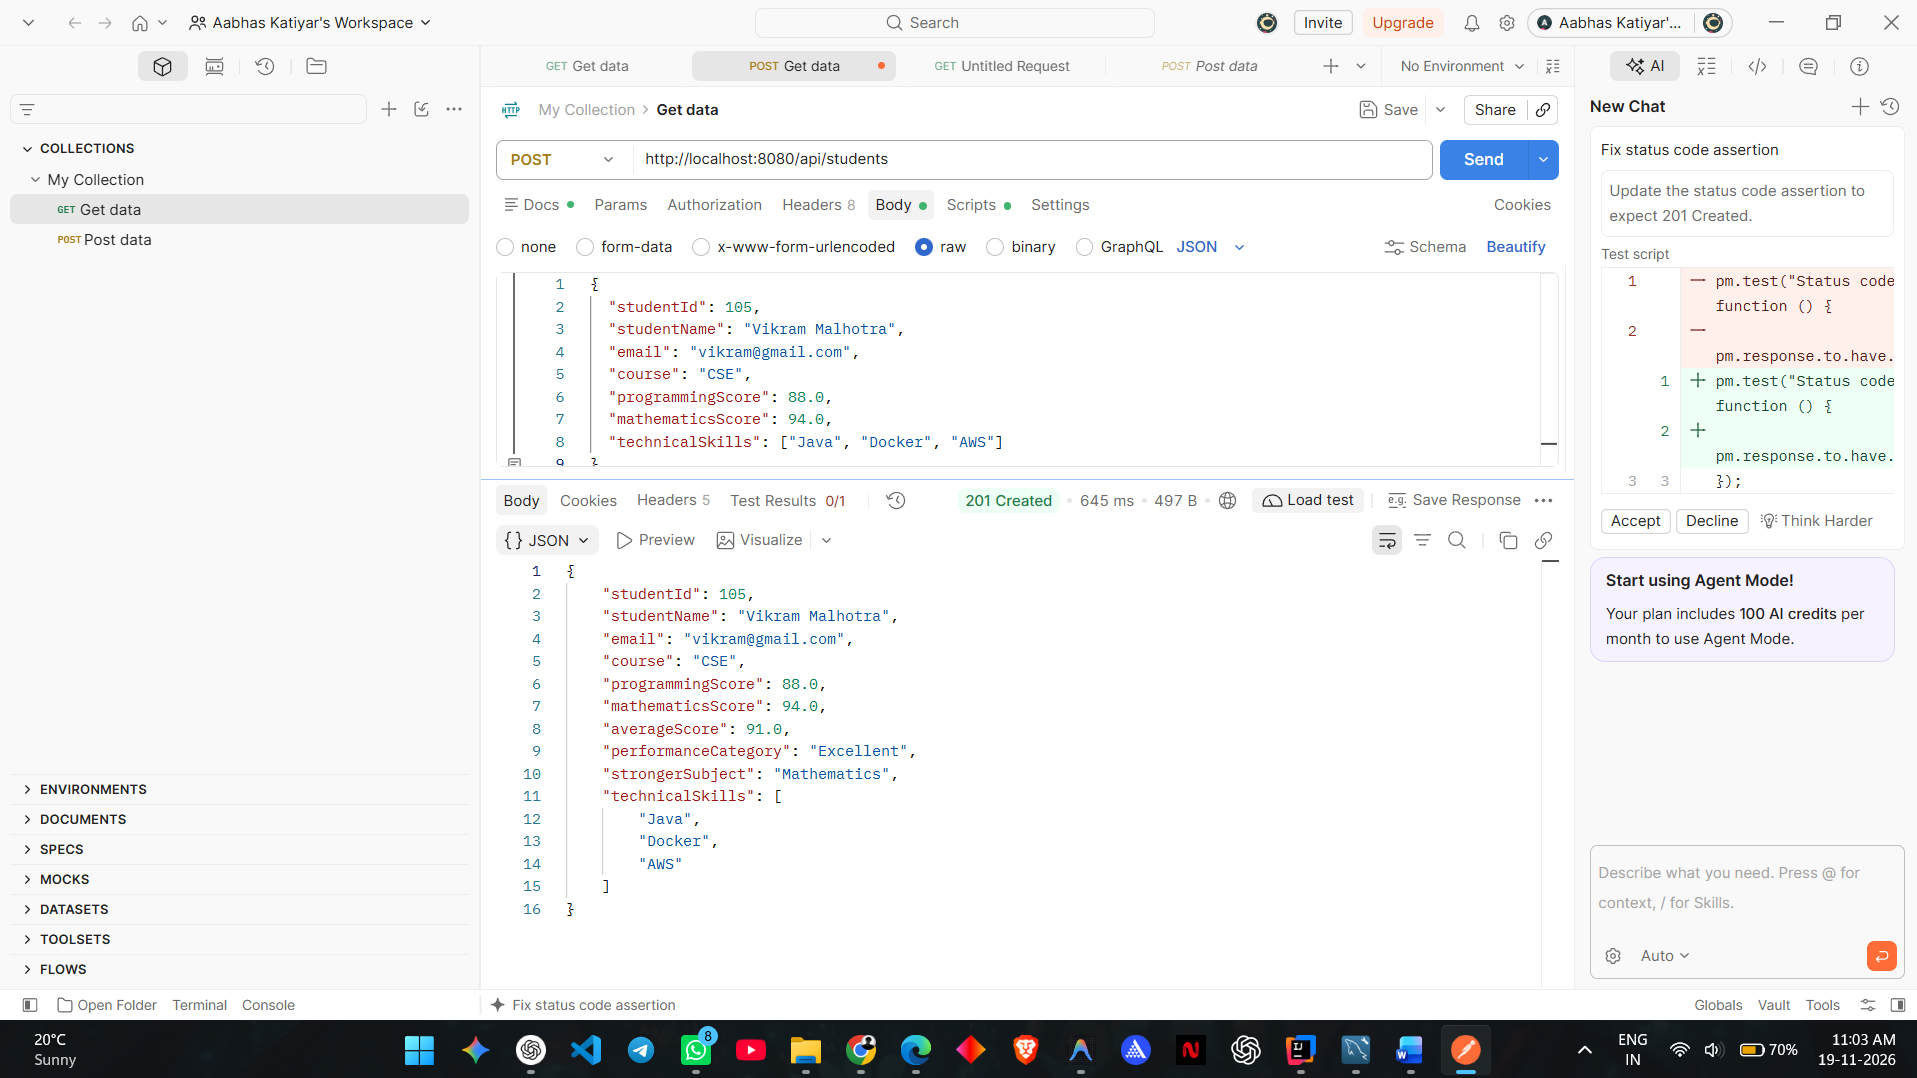 Aabhas Katiyar's Workspace
Search
Invite
Upgrade
Aabhas Katiyar'...
GET Get data
POST Get data
GET Untitled Request
POST Post data
No Environment
AI
COLLECTIONS
My Collection
GET Get data
POST Post data
ENVIRONMENTS
DOCUMENTS
SPECS
MOCKS
DATASETS
TOOLSETS
FLOWS
HTTP My Collection > Get data
Save
Share
POST http://localhost:8080/api/students
Send
Docs Params Authorization Headers 8 Body Scripts Settings Cookies
none form-data x-www-form-urlencoded raw binary GraphQL JSON Schema Beautify
1 {
2 "studentId": 105,
3 "studentName": "Vikram Malhotra",
4 "email": "vikram@gmail.com",
5 "course": "CSE",
6 "programmingScore": 88.0,
7 "mathematicsScore": 94.0,
8 "technicalSkills": ["Java", "Docker", "AWS"]
9 }
Body Cookies Headers 5 Test Results 0/1 201 Created • 645 ms • 497 B • Load test e.g. Save Response
{} JSON Preview Visualize
1 {
2 "studentId": 105,
3 "studentName": "Vikram Malhotra",
4 "email": "vikram@gmail.com",
5 "course": "CSE",
6 "programmingScore": 88.0,
7 "mathematicsScore": 94.0,
8 "averageScore": 91.0,
9 "performanceCategory": "Excellent",
10 "strongerSubject": "Mathematics",
11 "technicalSkills": [
12 "Java",
13 "Docker",
14 "AWS"
15 ]
16 }
New Chat
Fix status code assertion
Update the status code assertion to
expect 201 Created.
Test script
1 — pm.test("Status code
function () {
2 —
pm.response.to.have.
1 + pm.test("Status code
function () {
2 +
pm.response.to.have.
3 3 });
Accept Decline Think Harder
Start using Agent Mode!
Your plan includes 100 AI credits per
month to use Agent Mode.
Describe what you need. Press @ for
context, / for Skills.
Auto
Open Folder Terminal Console
Fix status code assertion
Globals Vault Tools
20°C
Sunny
8
ENG
IN
70%
11:03 AM
19-11-2026